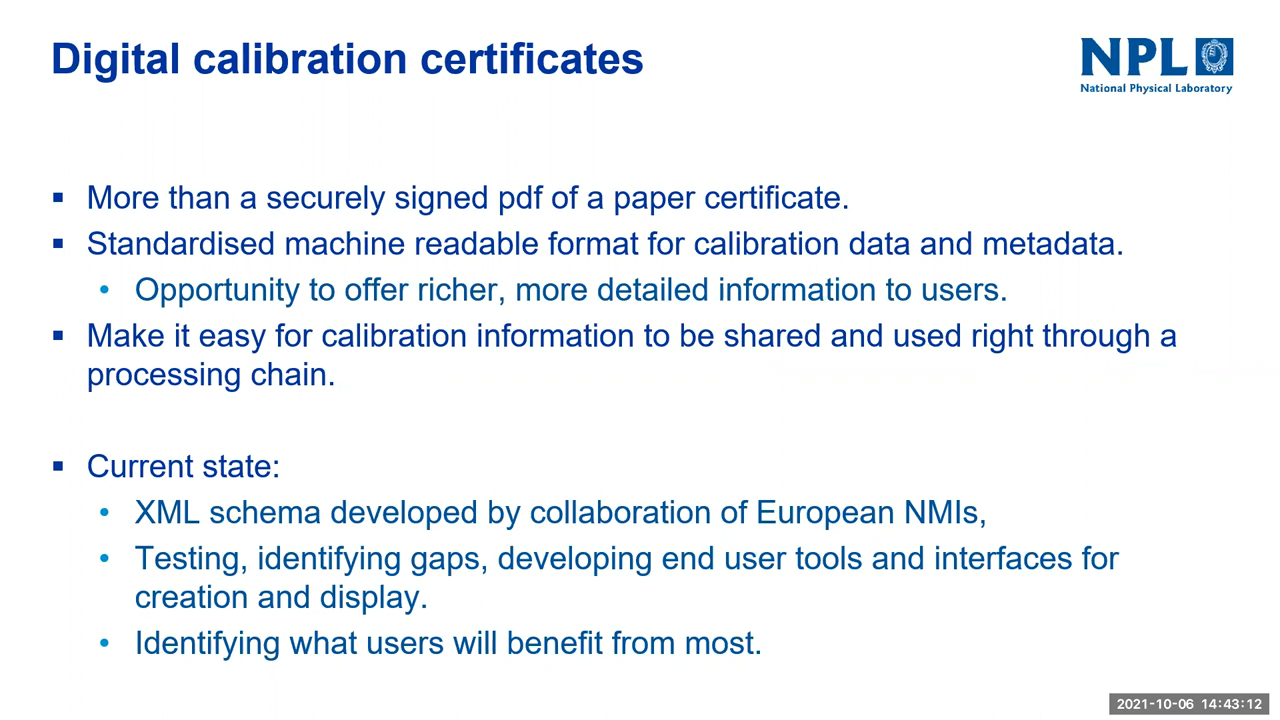 Digital calibration certificates
NPL
National Physical Laboratory
▪ More than a securely signed pdf of a paper certificate.
▪ Standardised machine readable format for calibration data and metadata.
• Opportunity to offer richer, more detailed information to users.
▪ Make it easy for calibration information to be shared and used right through a
processing chain.
▪ Current state:
• XML schema developed by collaboration of European NMIs,
• Testing, identifying gaps, developing end user tools and interfaces for
creation and display.
• Identifying what users will benefit from most.
2021-10-06 14:43:12